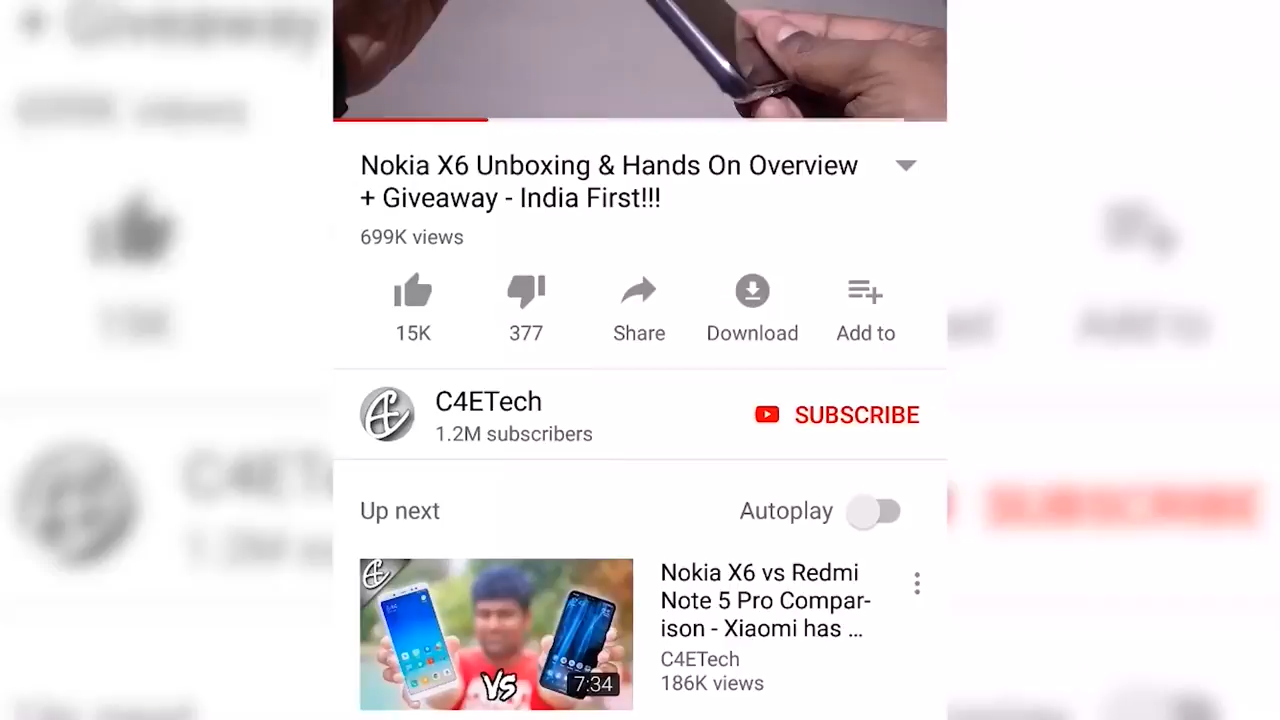 Nokia X6 Unboxing & Hands On Overview
+ Giveaway - India First!!!
699K views
15K
377
Share
Download
Add to
C4ETech
1.2M subscribers
SUBSCRIBE
Up next
Autoplay
VS
7:34
Nokia X6 vs Redmi
Note 5 Pro Compar-
ison - Xiaomi has ...
C4ETech
186K views